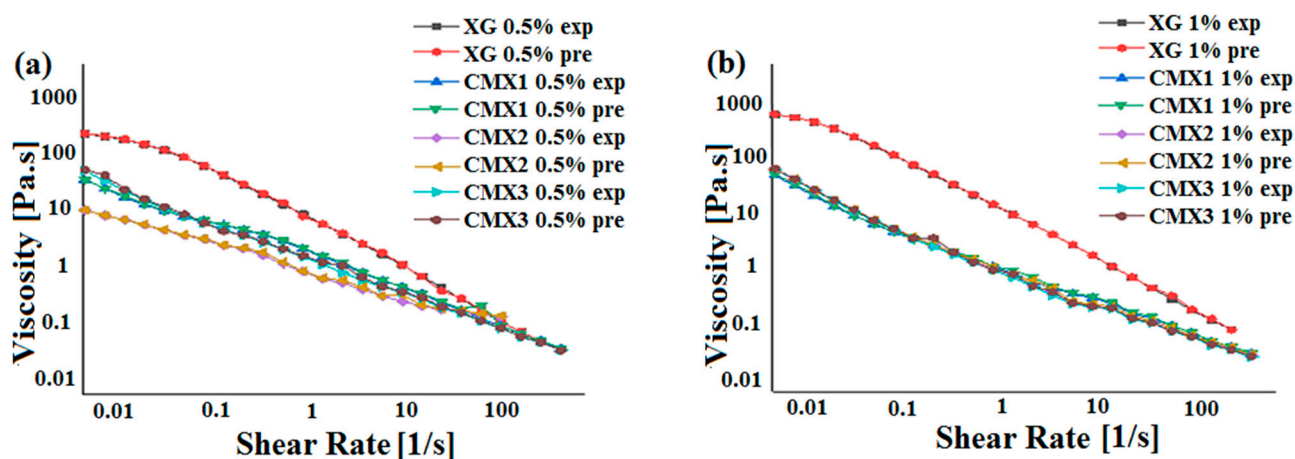 (a)
XG 0.5% exp
XG 0.5% pre
CMX1 0.5% exp
CMX1 0.5% pre
CMX2 0.5% exp
CMX2 0.5% pre
CMX3 0.5% exp
CMX3 0.5% pre
Viscosity [Pa.s]
1000
100
10
1
0.1
0.01
0.01
0.1
1
10
100
Shear Rate [1/s]
(b)
XG 1% exp
XG 1% pre
CMX1 1% exp
CMX1 1% pre
CMX2 1% exp
CMX2 1% pre
CMX3 1% exp
CMX3 1% pre
Viscosity [Pa.s]
1000
100
10
1
0.1
0.01
0.01
0.1
1
10
100
Shear Rate [1/s]